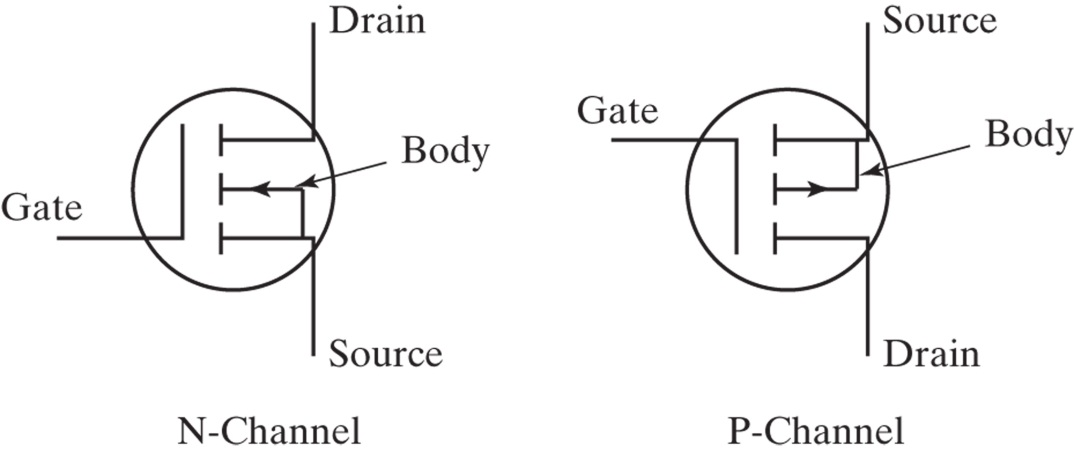 Drain
Body
Gate
Source
N-Channel
Source
Gate
Body
Drain
P-Channel